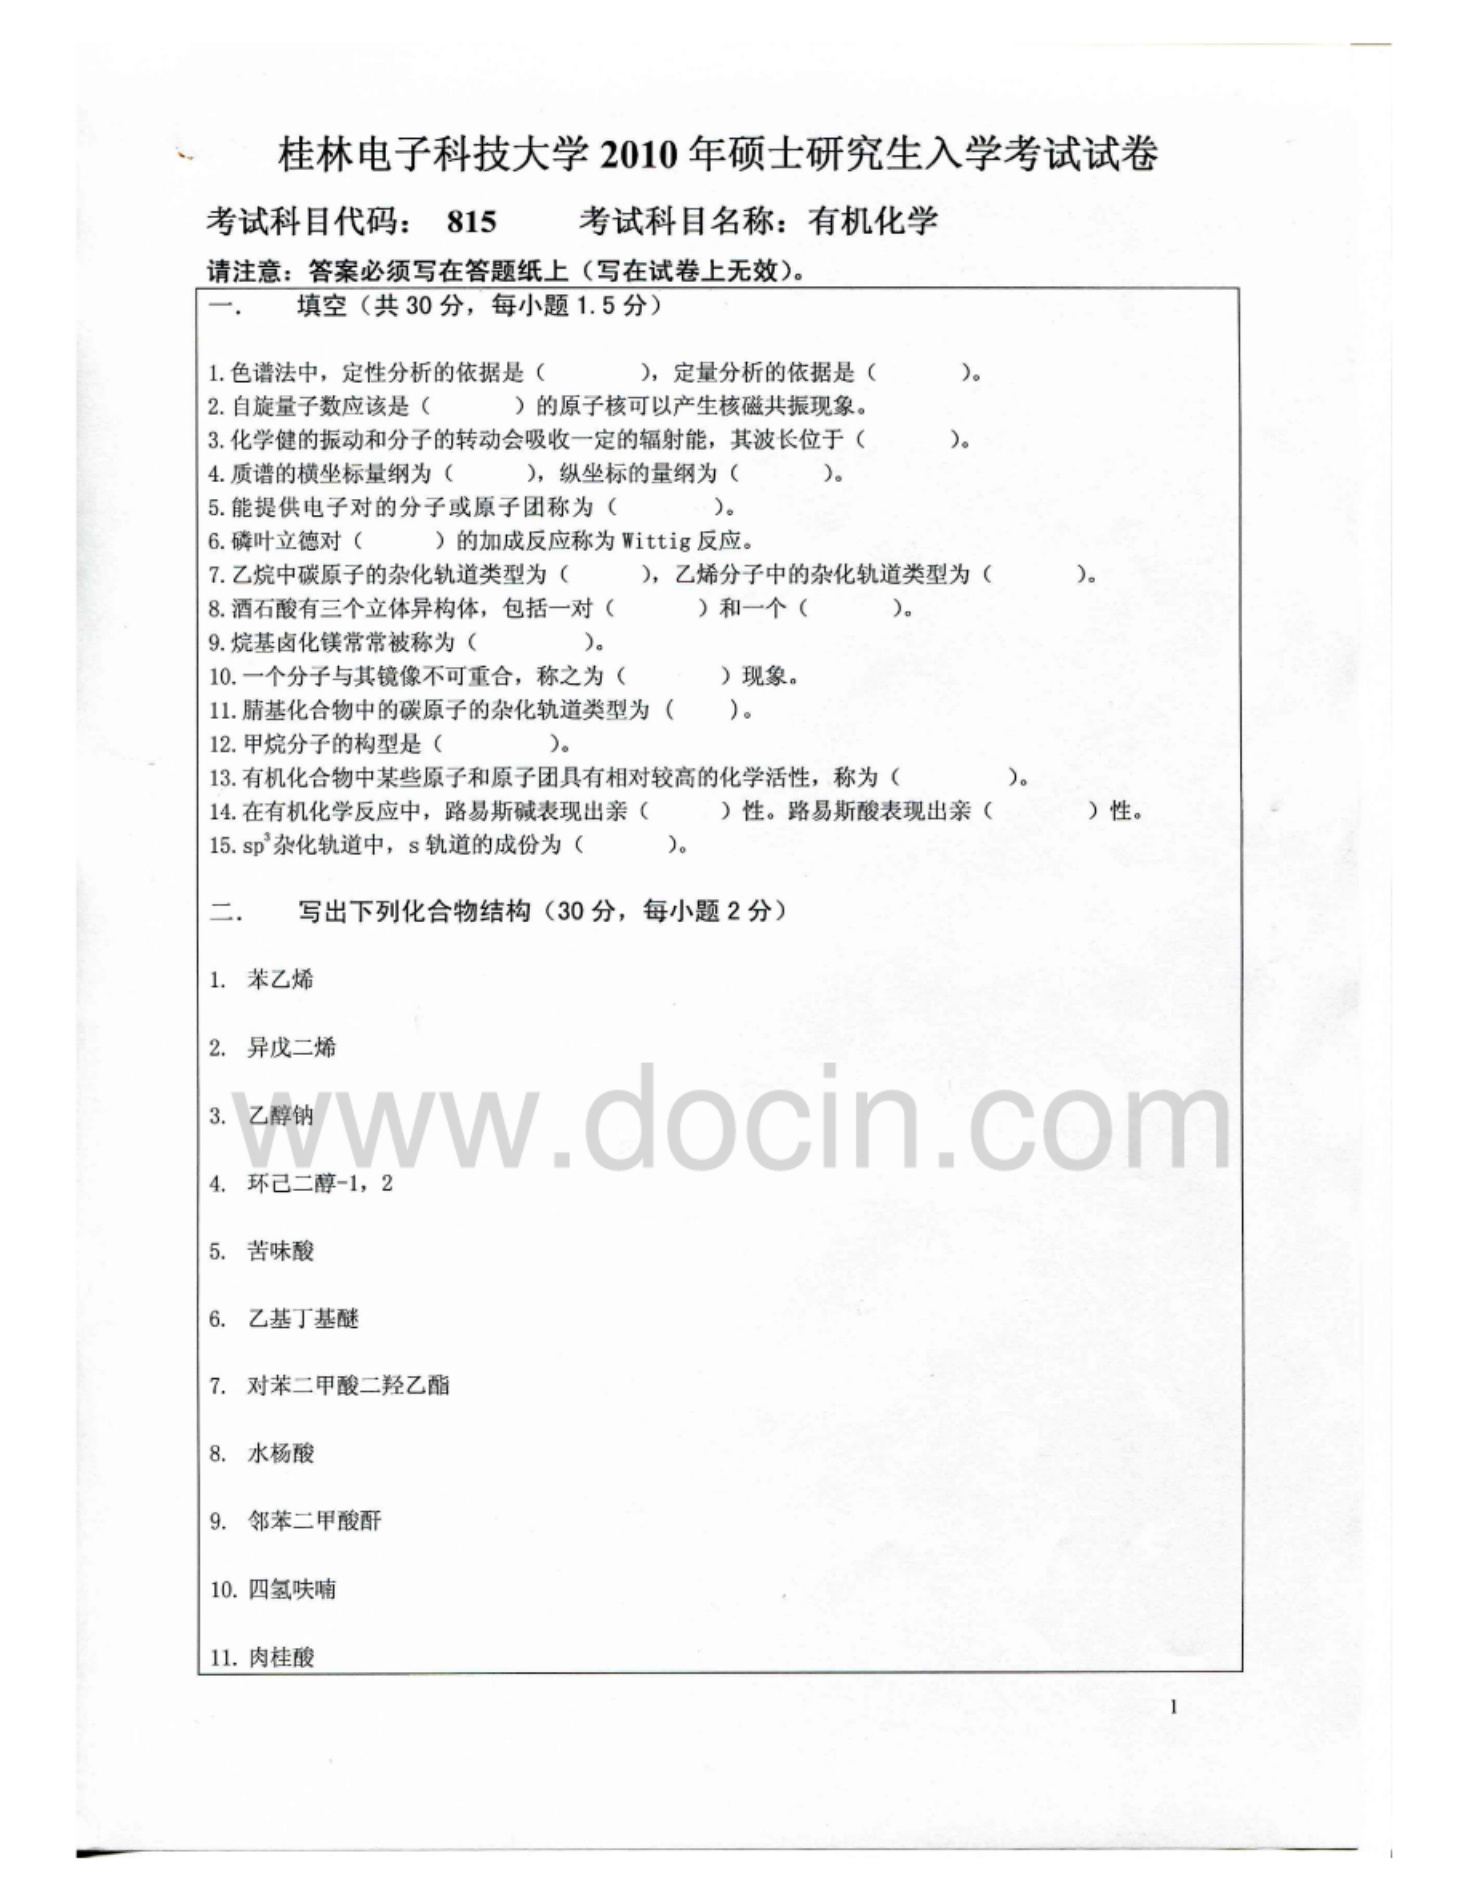 桂林电子科技大学 2010 年硕士研究生入学考试试卷
考试科目代码： 815 考试科目名称：有机化学
请注意：答案必须写在答题纸上（写在试卷上无效）。
一. 填空（共 30 分，每小题 1.5 分）
1.色谱法中，定性分析的依据是（ ），定量分析的依据是（ ）。
2.自旋量子数应该是（ ）的原子核可以产生核磁共振现象。
3.化学健的振动和分子的转动会吸收一定的辐射能，其波长位于（ ）。
4.质谱的横坐标量纲为（ ），纵坐标的量纲为（ ）。
5.能提供电子对的分子或原子团称为（ ）。
6.磷叶立德对（ ）的加成反应称为 Wittig 反应。
7.乙烷中碳原子的杂化轨道类型为（ ），乙烯分子中的杂化轨道类型为（ ）。
8.酒石酸有三个立体异构体，包括一对（ ）和一个（ ）。
9.烷基卤化镁常常被称为（ ）。
10.一个分子与其镜像不可重合，称之为（ ）现象。
11.腈基化合物中的碳原子的杂化轨道类型为（ ）。
12.甲烷分子的构型是（ ）。
13.有机化合物中某些原子和原子团具有相对较高的化学活性，称为（ ）。
14.在有机化学反应中，路易斯碱表现出亲（ ）性。路易斯酸表现出亲（ ）性。
15.sp³杂化轨道中，s 轨道的成份为（ ）。
二. 写出下列化合物结构（30 分，每小题 2 分）
1. 苯乙烯
2. 异戊二烯
www.docin.com
3. 乙醇钠
4. 环己二醇-1，2
5. 苦味酸
6. 乙基丁基醚
7. 对苯二甲酸二羟乙酯
8. 水杨酸
9. 邻苯二甲酸酐
10. 四氢呋喃
11. 肉桂酸
1